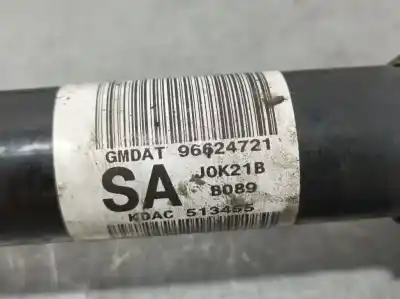 GMDAT 96624721
SA J0K21B
B089
KDAC 513455